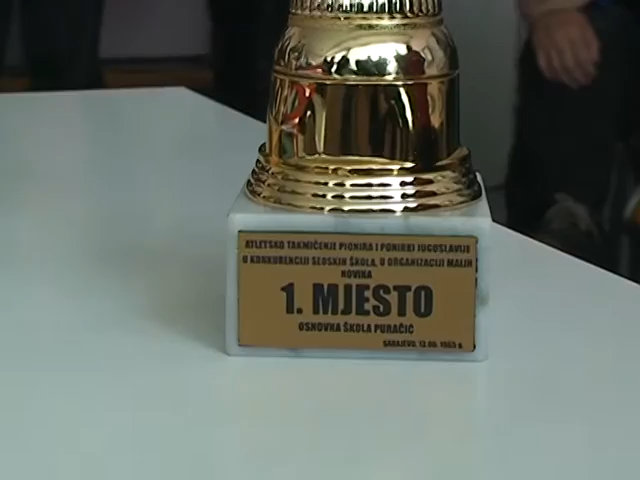 ATLETSKO TAKMIČENJE PIONIRA I PIONIRKI JUGOSLAVIJE
U KONKURENCIJI SEOSKIH ŠKOLA, U ORGANIZACIJI MALIH
NOVINA
1. MJESTO
OSNOVNA ŠKOLA PURAČIĆ
SARAJEVO,